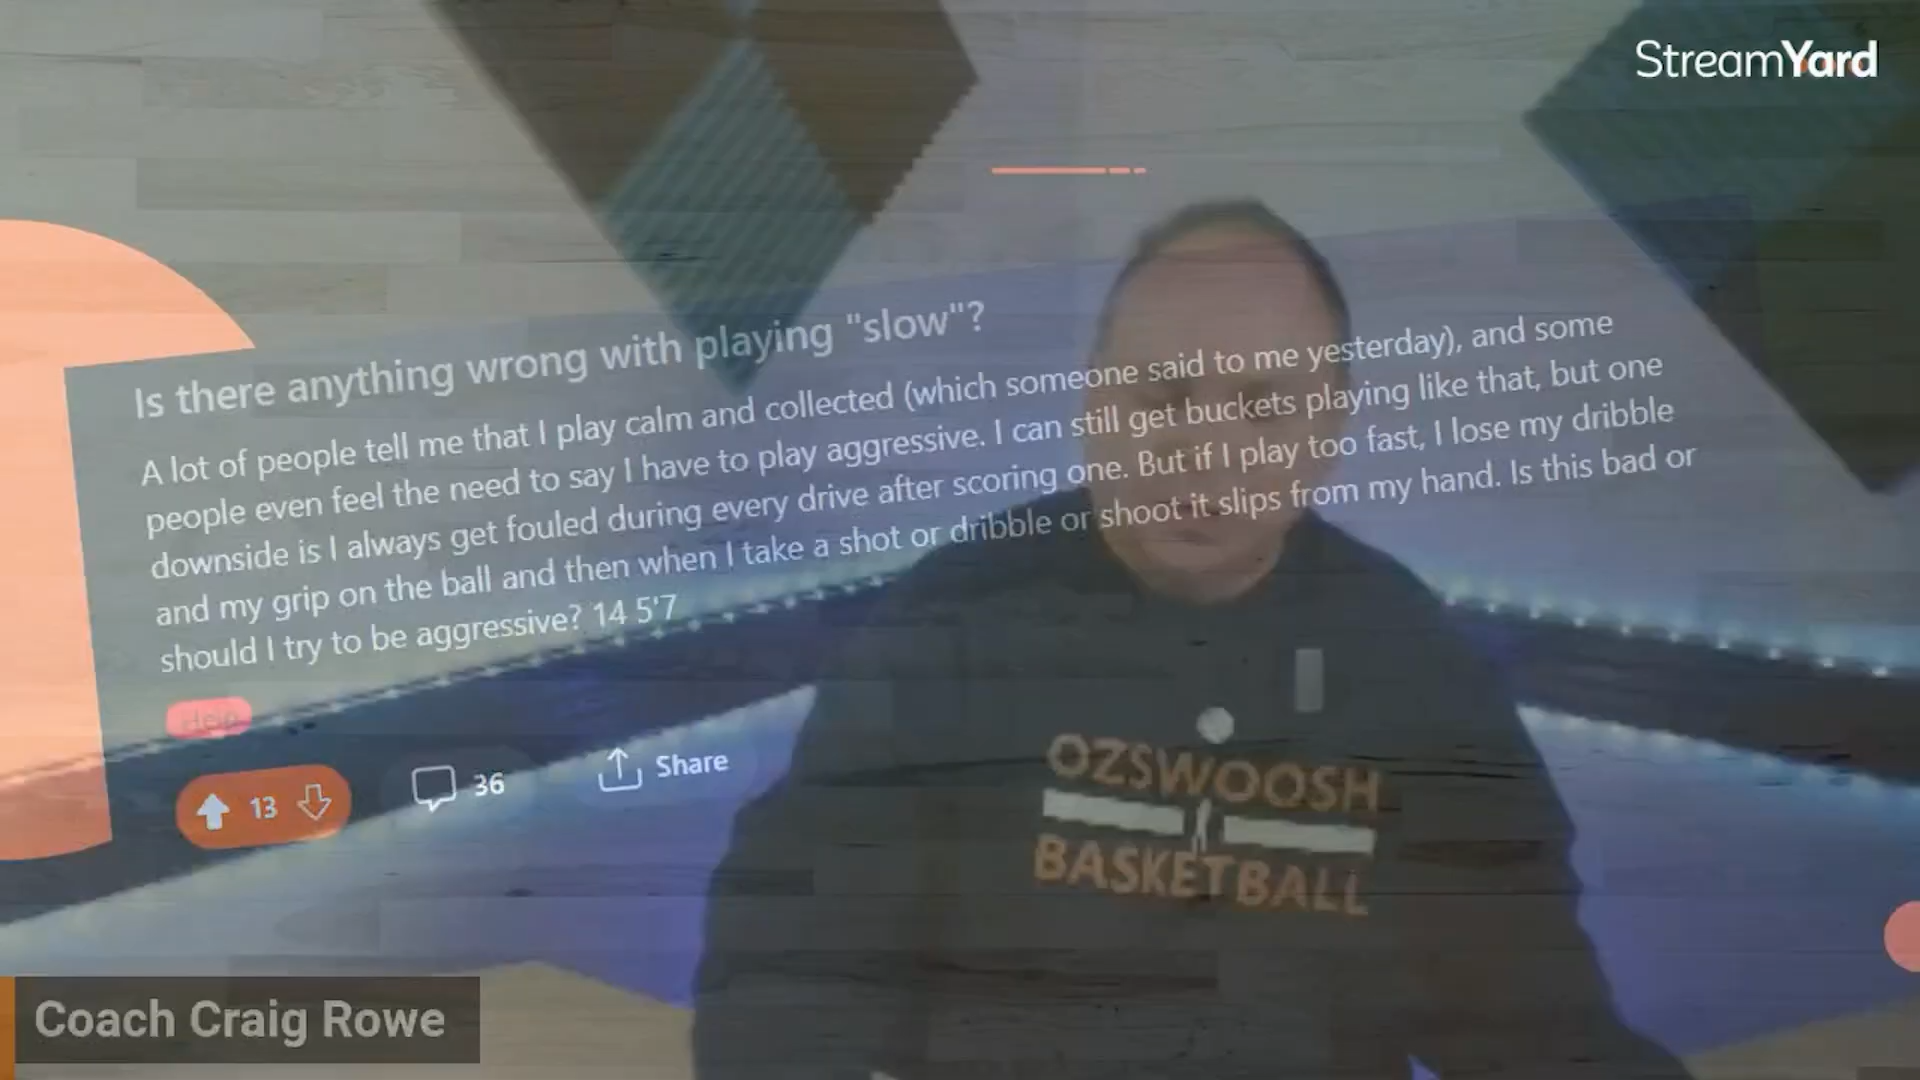 StreamYard
Is there anything wrong with playing "slow"?
A lot of people tell me that I play calm and collected (which someone said to me yesterday), and some
people even feel the need to say I have to play aggressive. I can still get buckets playing like that, but one
downside is I always get fouled during every drive after scoring one. But if I play too fast, I lose my dribble
and my grip on the ball and then when I take a shot or dribble or shoot it slips from my hand. Is this bad or
should I try to be aggressive? 14 5'7
Help
13
36
Share
OZSWOOSH
BASKETBALL
Coach Craig Rowe